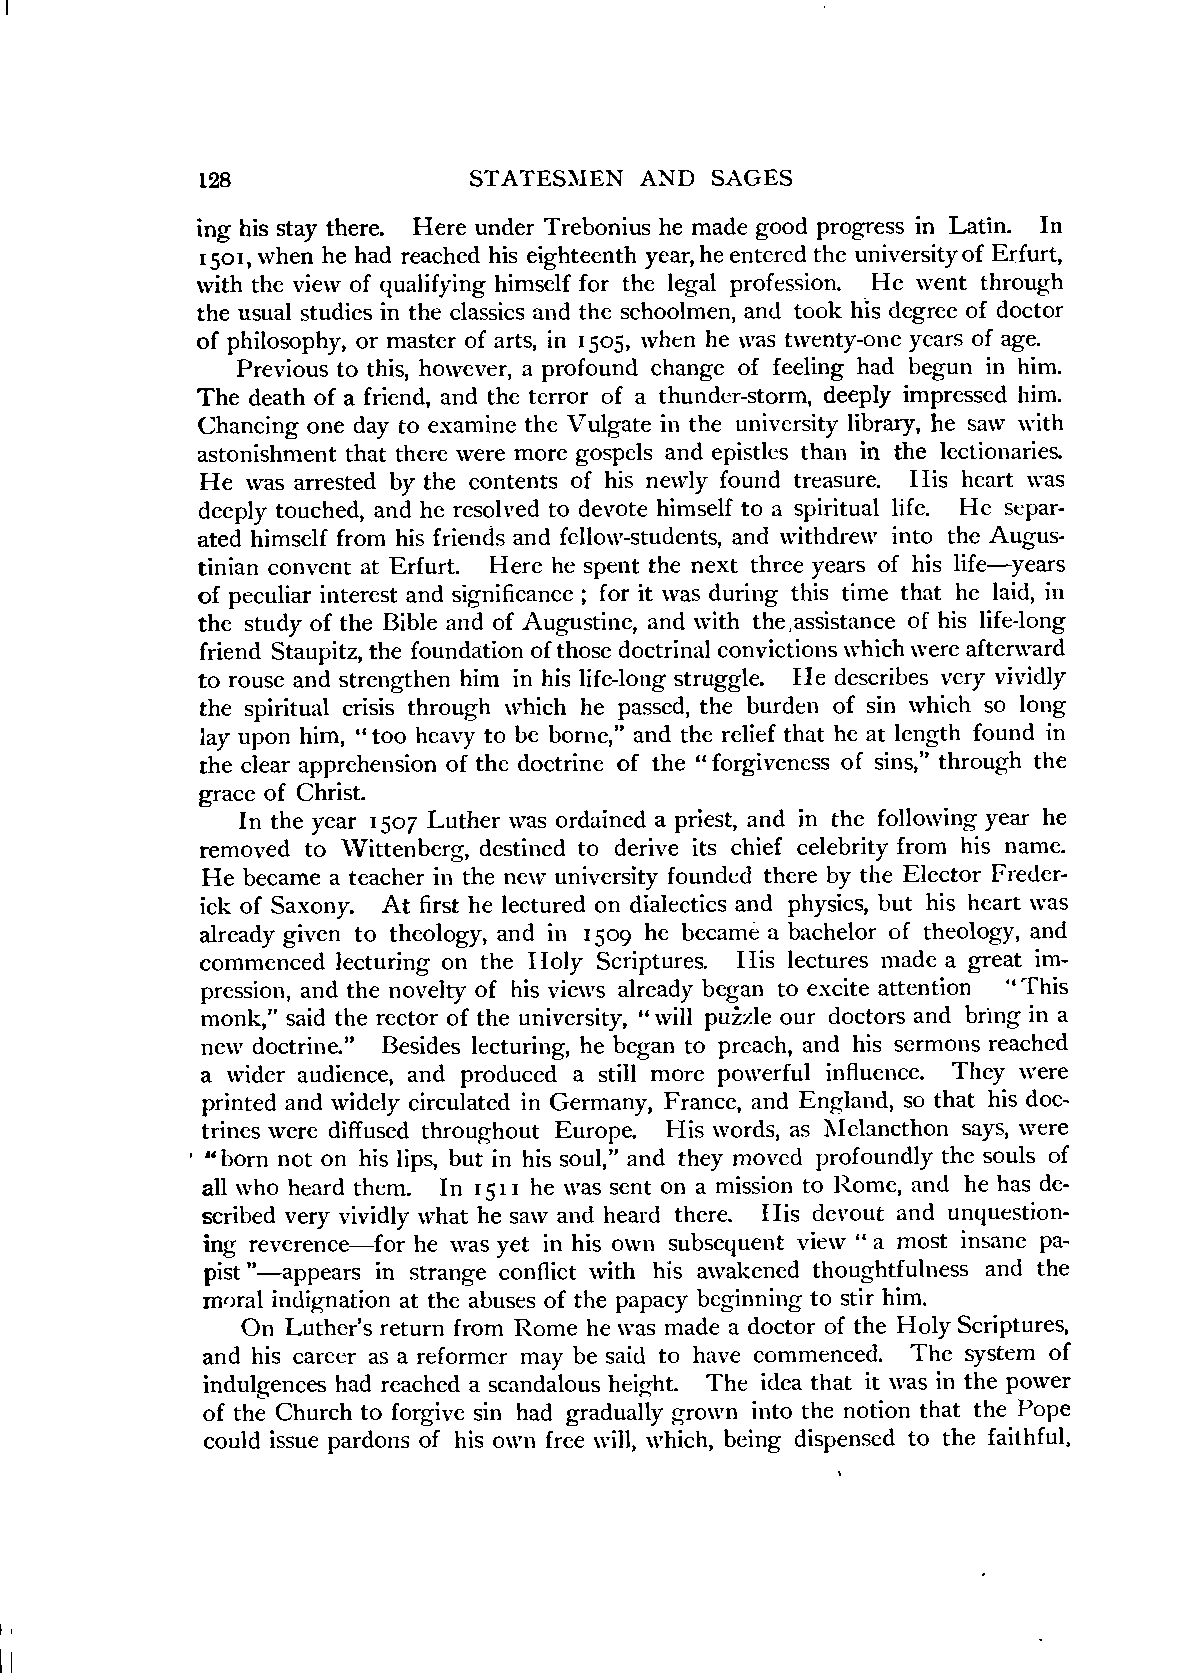 128 STATESMEN AND SAGES
ing his stay there. Here under Trebonius he made good progress in Latin. In
1501, when he had reached his eighteenth year, he entered the university of Erfurt,
with the view of qualifying himself for the legal profession. He went through
the usual studies in the classics and the schoolmen, and took his degree of doctor
of philosophy, or master of arts, in 1505, when he was twenty-one years of age.
Previous to this, however, a profound change of feeling had begun in him.
The death of a friend, and the terror of a thunder-storm, deeply impressed him.
Chancing one day to examine the Vulgate in the university library, he saw with
astonishment that there were more gospels and epistles than in the lectionaries.
He was arrested by the contents of his newly found treasure. His heart was
deeply touched, and he resolved to devote himself to a spiritual life. He separ-
ated himself from his friends and fellow-students, and withdrew into the Augus-
tinian convent at Erfurt. Here he spent the next three years of his life—years
of peculiar interest and significance ; for it was during this time that he laid, in
the study of the Bible and of Augustine, and with the assistance of his life-long
friend Staupitz, the foundation of those doctrinal convictions which were afterward
to rouse and strengthen him in his life-long struggle. He describes very vividly
the spiritual crisis through which he passed, the burden of sin which so long
lay upon him, "too heavy to be borne," and the relief that he at length found in
the clear apprehension of the doctrine of the "forgiveness of sins," through the
grace of Christ.
In the year 1507 Luther was ordained a priest, and in the following year he
removed to Wittenberg, destined to derive its chief celebrity from his name.
He became a teacher in the new university founded there by the Elector Freder-
ick of Saxony. At first he lectured on dialectics and physics, but his heart was
already given to theology, and in 1509 he became a bachelor of theology, and
commenced lecturing on the Holy Scriptures. His lectures made a great im-
pression, and the novelty of his views already began to excite attention "This
monk," said the rector of the university, "will puzzle our doctors and bring in a
new doctrine." Besides lecturing, he began to preach, and his sermons reached
a wider audience, and produced a still more powerful influence. They were
printed and widely circulated in Germany, France, and England, so that his doc-
trines were diffused throughout Europe. His words, as Melancthon says, were
"born not on his lips, but in his soul," and they moved profoundly the souls of
all who heard them. In 1511 he was sent on a mission to Rome, and he has de-
scribed very vividly what he saw and heard there. His devout and unquestion-
ing reverence—for he was yet in his own subsequent view "a most insane pa-
pist"—appears in strange conflict with his awakened thoughtfulness and the
moral indignation at the abuses of the papacy beginning to stir him.
On Luther's return from Rome he was made a doctor of the Holy Scriptures,
and his career as a reformer may be said to have commenced. The system of
indulgences had reached a scandalous height. The idea that it was in the power
of the Church to forgive sin had gradually grown into the notion that the Pope
could issue pardons of his own free will, which, being dispensed to the faithful,